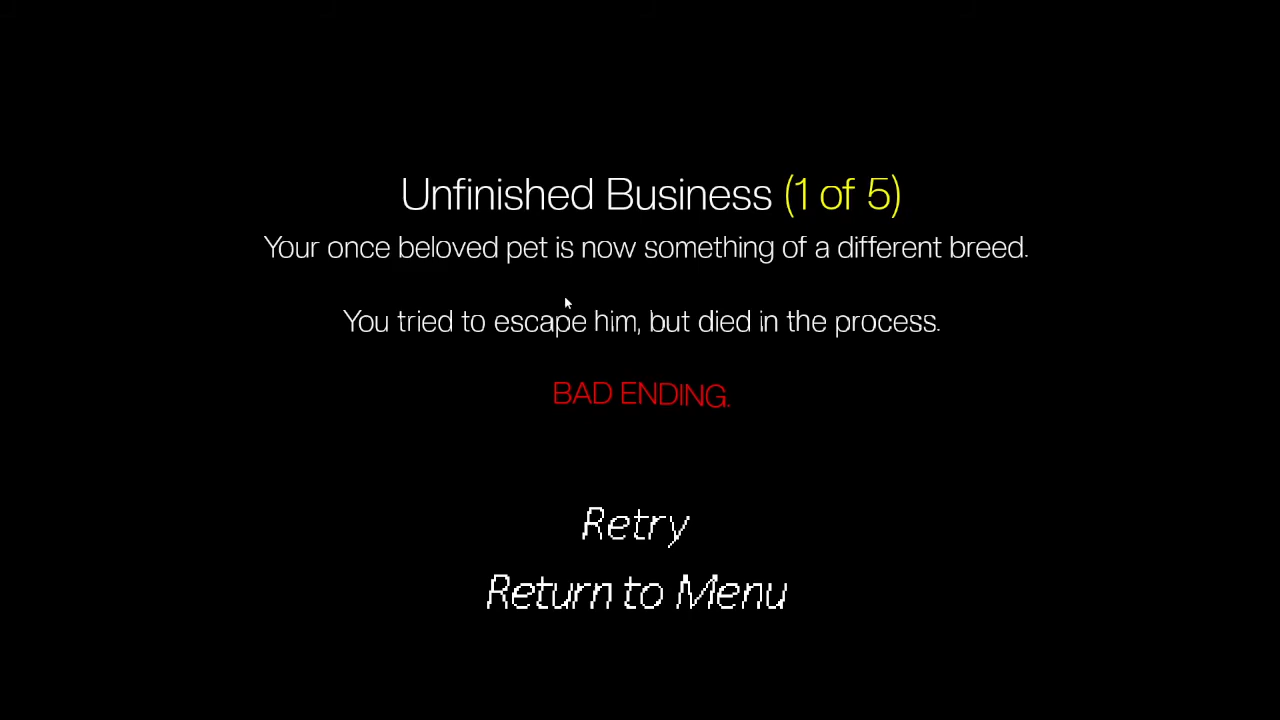 Unfinished Business (1 of 5)
Your once beloved pet is now something of a different breed.
You tried to escape him, but died in the process.
BAD ENDING.
Retry
Return to Menu